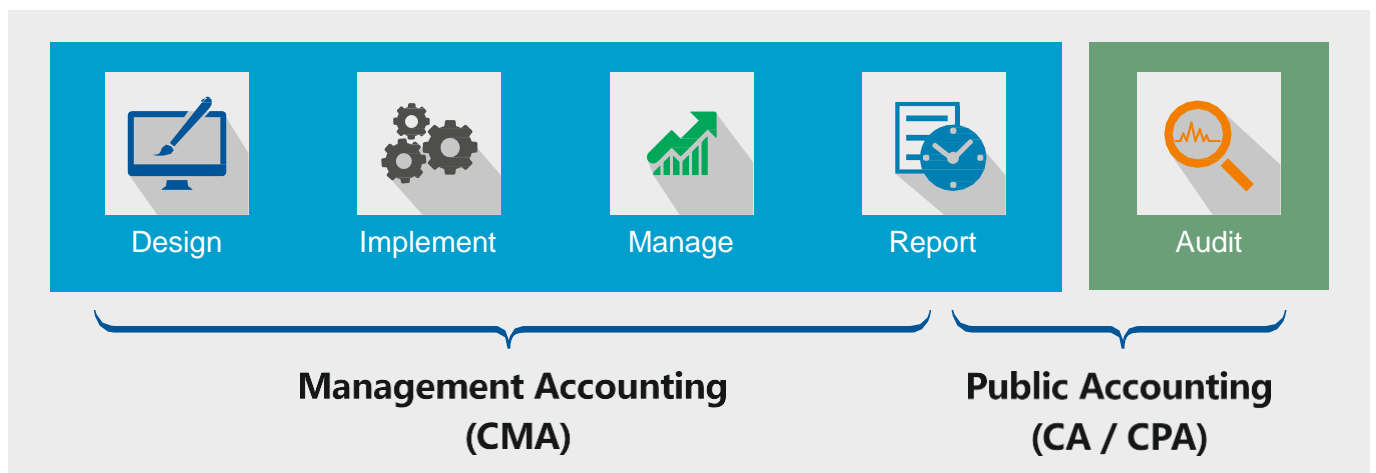 Design
Implement
Manage
Report
Audit
Management Accounting
(CMA)
Public Accounting
(CA / CPA)